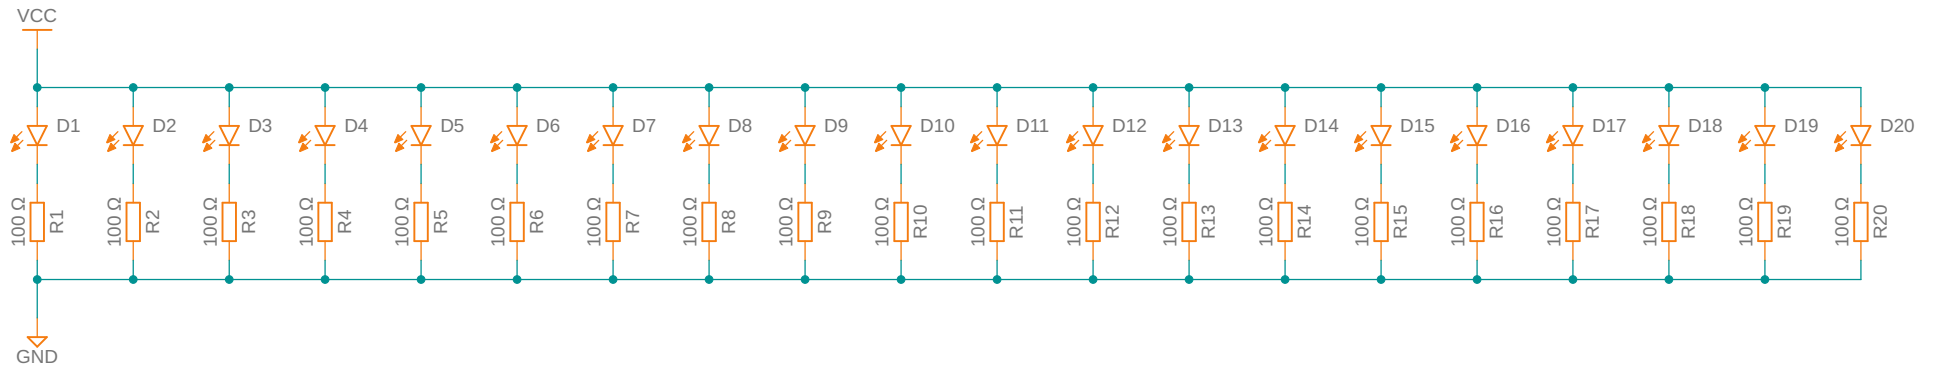 VCC
D1 D2 D3 D4 D5 D6 D7 D8 D9 D10 D11 D12 D13 D14 D15 D16 D17 D18 D19 D20
100 Ω R1 100 Ω R2 100 Ω R3 100 Ω R4 100 Ω R5 100 Ω R6 100 Ω R7 100 Ω R8 100 Ω R9 100 Ω R10 100 Ω R11 100 Ω R12 100 Ω R13 100 Ω R14 100 Ω R15 100 Ω R16 100 Ω R17 100 Ω R18 100 Ω R19 100 Ω R20
GND